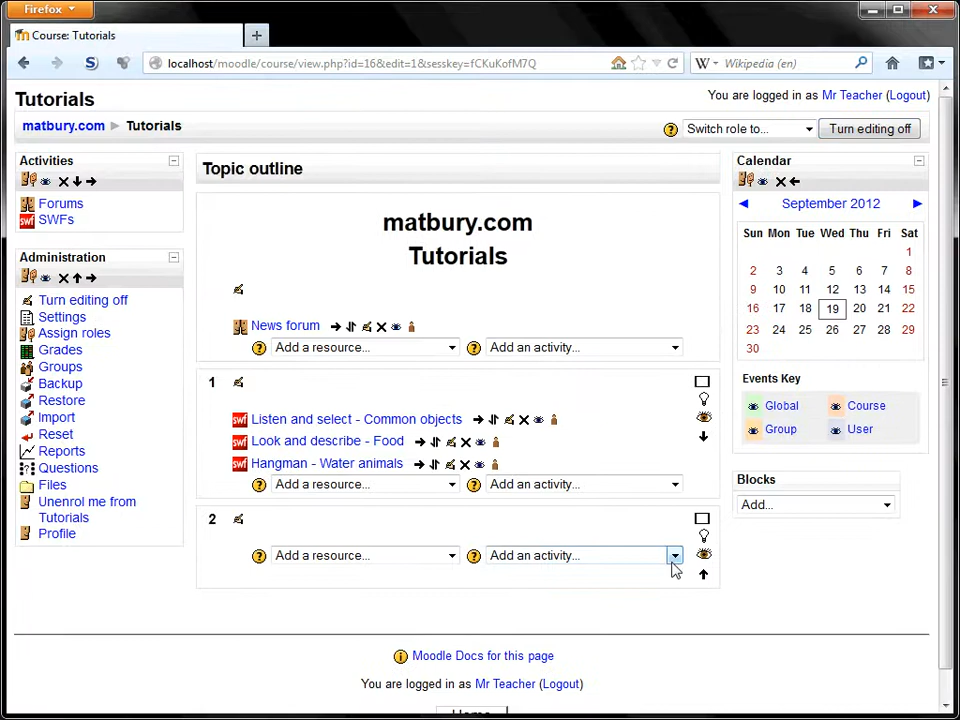 Firefox
Course: Tutorials
localhost/moodle/course/view.php?id=16&edit=1&sesskey=fCKuKofM7Q
Wikipedia (en)
Tutorials
You are logged in as Mr Teacher (Logout)
matbury.com ► Tutorials
Switch role to...
Turn editing off
Activities
Forums
SWFs
Administration
Turn editing off
Settings
Assign roles
Grades
Groups
Backup
Restore
Import
Reset
Reports
Questions
Files
Unenrol me from
Tutorials
Profile
Topic outline
matbury.com
Tutorials
News forum
Add a resource... Add an activity...
1
Listen and select - Common objects
Look and describe - Food
Hangman - Water animals
Add a resource... Add an activity...
2
Add a resource... Add an activity...
Calendar
September 2012
Sun Mon Tue Wed Thu Fri Sat
1
2 3 4 5 6 7 8
9 10 11 12 13 14 15
16 17 18 19 20 21 22
23 24 25 26 27 28 29
30
Events Key
Global Course
Group User
Blocks
Add...
Moodle Docs for this page
You are logged in as Mr Teacher (Logout)
Home